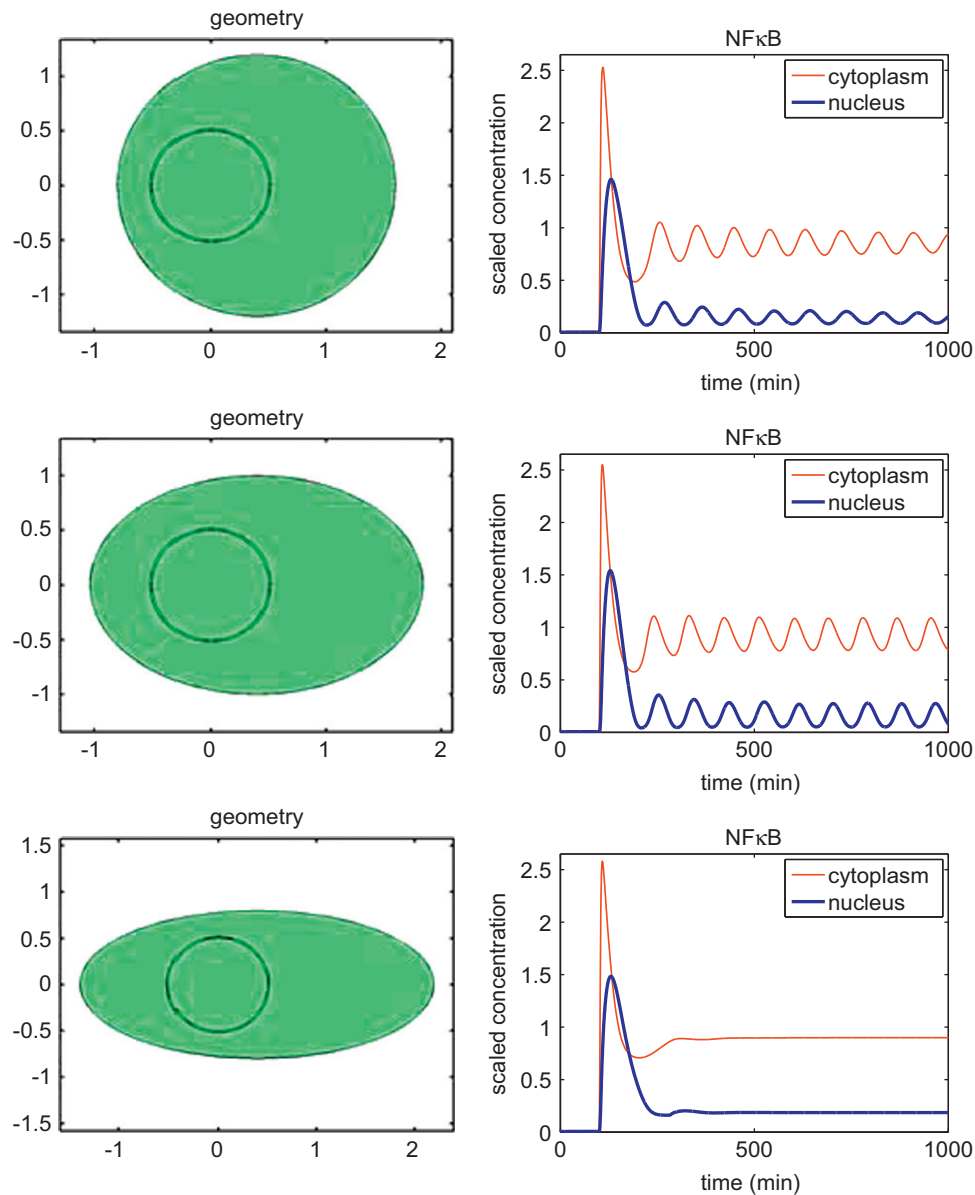 geometry
1
0.5
0
-0.5
-1
-1 0 1 2
NFκB
cytoplasm
nucleus
scaled concentration
2.5
2
1.5
1
0.5
0
0 500 1000
time (min)
geometry
1
0.5
0
-0.5
-1
-1 0 1 2
NFκB
cytoplasm
nucleus
scaled concentration
2.5
2
1.5
1
0.5
0
0 500 1000
time (min)
geometry
1.5
1
0.5
0
-0.5
-1
-1.5
-1 0 1 2
NFκB
cytoplasm
nucleus
scaled concentration
2.5
2
1.5
1
0.5
0
0 500 1000
time (min)